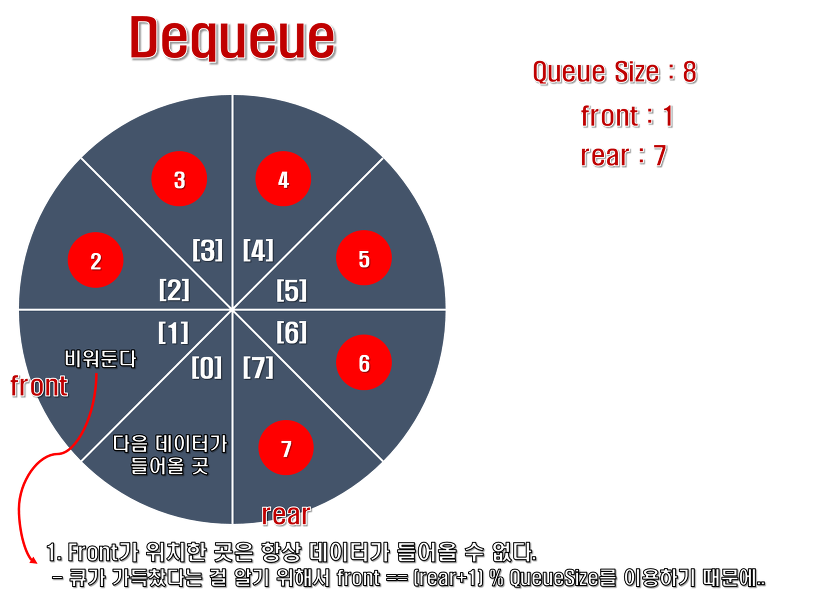 Dequeue
Queue Size : 8
front : 1
rear : 7
3
4
2
5
[3]
[4]
[2]
[5]
[1]
[6]
비워둔다
[0]
[7]
6
front
다음 데이터가
들어올 곳
7
rear
1. Front가 위치한 곳은 항상 데이터가 들어올 수 없다.
- 큐가 가득찼다는 걸 알기 위해서 front == (rear+1) % QueueSize를 이용하기 때문에..